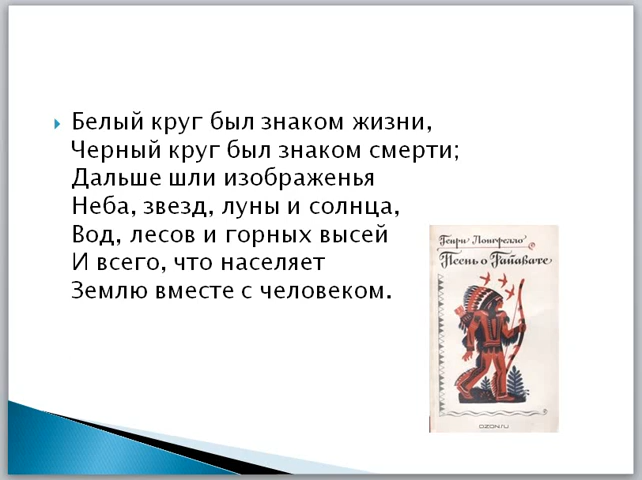 Белый круг был знаком жизни,
Черный круг был знаком смерти;
Дальше шли изображенья
Неба, звезд, луны и солнца,
Вод, лесов и горных высей
И всего, что населяет
Землю вместе с человеком.
Генри Лонгфелло
Песнь о Гайавате
OZON.RU